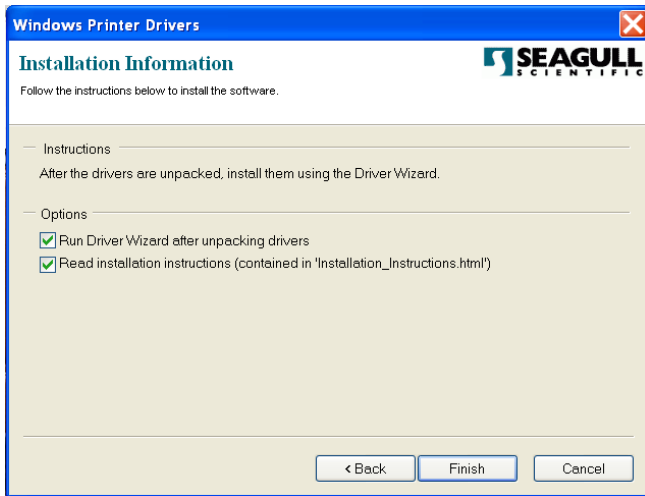 Windows Printer Drivers
Installation Information
SEAGULL
SCIENTIFIC
Follow the instructions below to install the software.
Instructions
After the drivers are unpacked, install them using the Driver Wizard.
Options
Run Driver Wizard after unpacking drivers
Read installation instructions (contained in 'Installation_Instructions.html')
< Back Finish Cancel